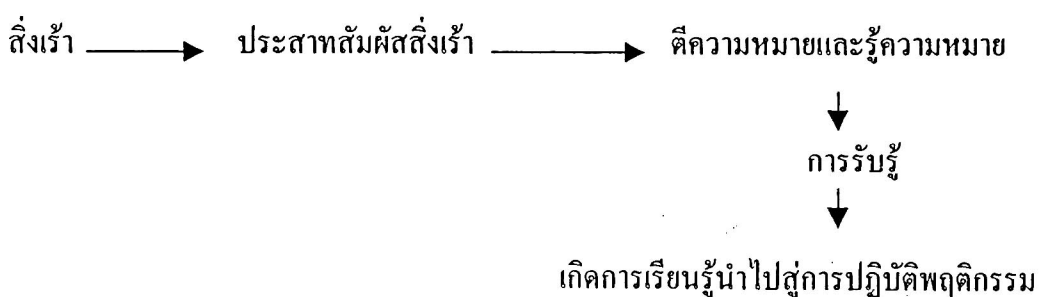 สิ่งเร้า ประสาทสัมผัสสิ่งเร้า ตีความหมายและรู้ความหมาย
การรับรู้
เกิดการเรียนรู้นำไปสู่การปฏิบัติพฤติกรรม